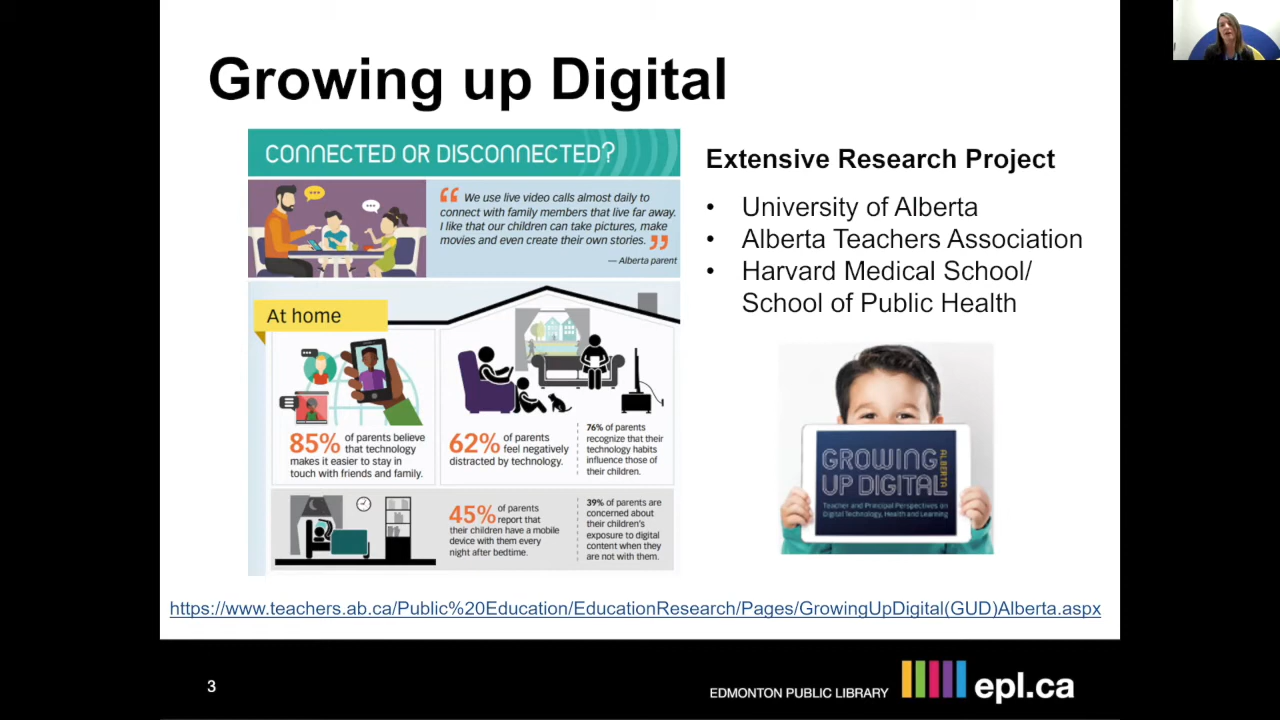 Growing up Digital
CONNECTED OR DISCONNECTED?
“ We use live video calls almost daily to
connect with family members that live far away.
I like that our children can take pictures, make
movies and even create their own stories. ”
— Alberta parent
At home
85% of parents believe
that technology
makes it easier to stay in
touch with friends and family.
62% of parents
feel negatively
distracted by technology.
76% of parents
recognize that their
technology habits
influence those of
their children.
45% of parents
report that
their children have a mobile
device with them every
night after bedtime.
39% of parents are
concerned about
their children's
exposure to digital
content when they
are not with them.
Extensive Research Project
• University of Alberta
• Alberta Teachers Association
• Harvard Medical School/
School of Public Health
GROWING
UP DIGITAL
ALBERTA
Teacher and Principal Perspectives on
Digital Technology, Health and Learning
https://www.teachers.ab.ca/Public%20Education/EducationResearch/Pages/GrowingUpDigital(GUD)Alberta.aspx
3
EDMONTON PUBLIC LIBRARY
epl.ca